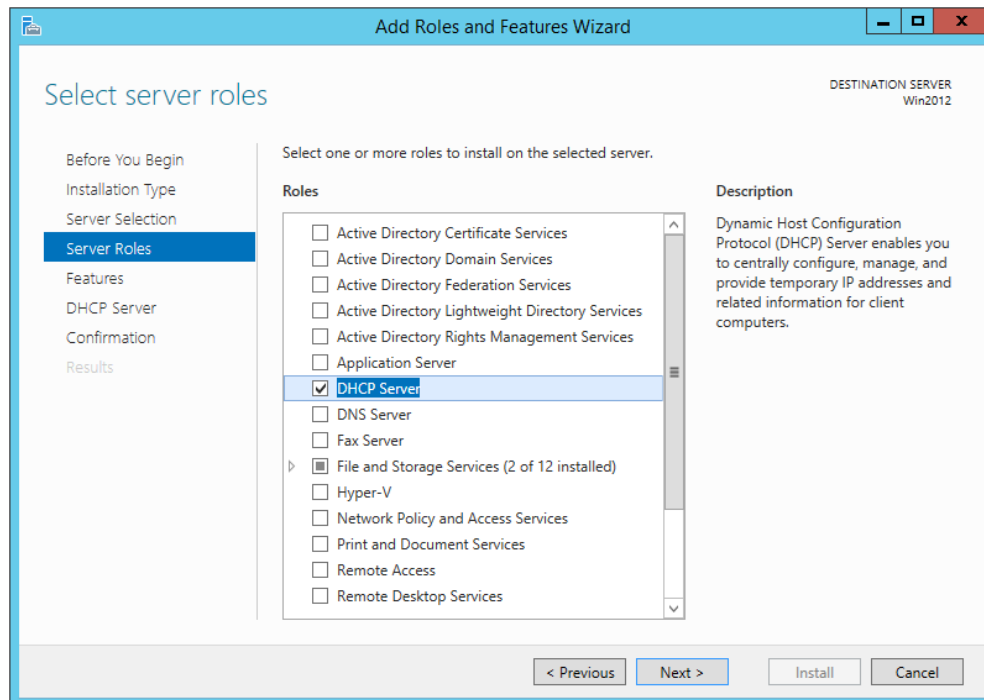 Add Roles and Features Wizard
Select server roles
DESTINATION SERVER
Win2012
Before You Begin
Installation Type
Server Selection
Server Roles
Features
DHCP Server
Confirmation
Results
Select one or more roles to install on the selected server.
Roles
Active Directory Certificate Services
Active Directory Domain Services
Active Directory Federation Services
Active Directory Lightweight Directory Services
Active Directory Rights Management Services
Application Server
DHCP Server
DNS Server
Fax Server
File and Storage Services (2 of 12 installed)
Hyper-V
Network Policy and Access Services
Print and Document Services
Remote Access
Remote Desktop Services
Description
Dynamic Host Configuration
Protocol (DHCP) Server enables you
to centrally configure, manage, and
provide temporary IP addresses and
related information for client
computers.
< Previous
Next >
Install
Cancel